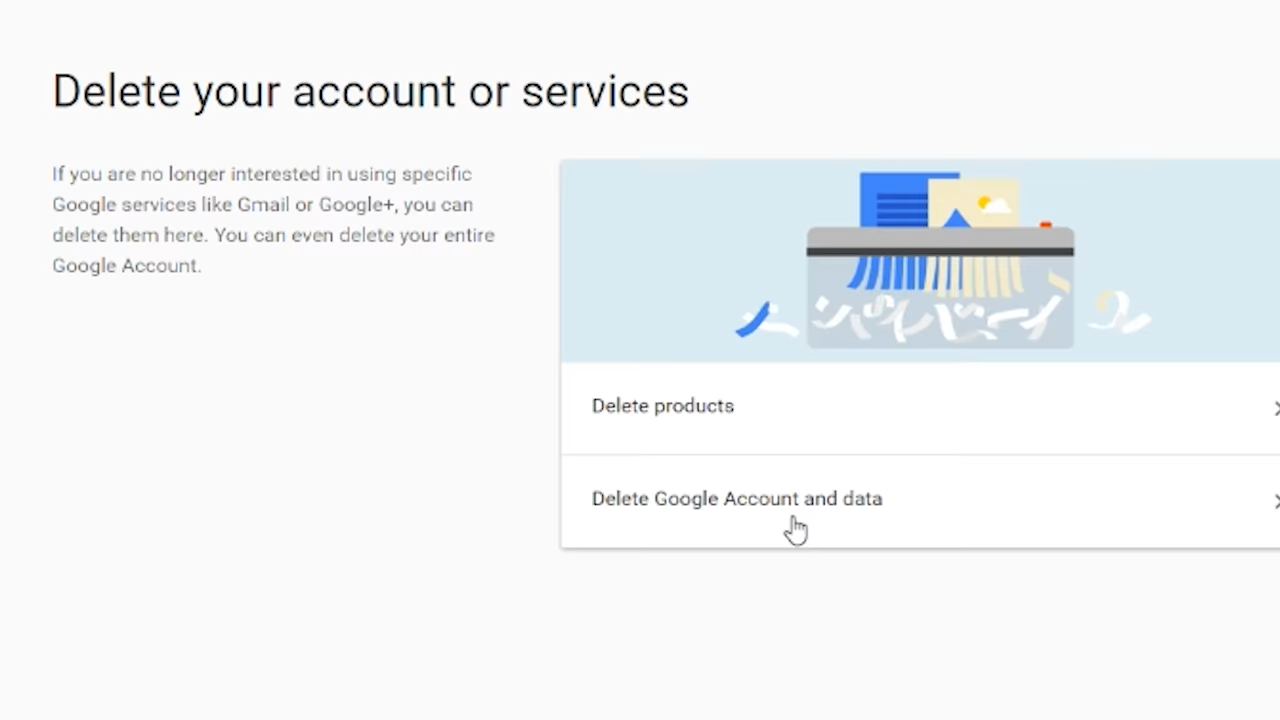 Delete your account or services
If you are no longer interested in using specific
Google services like Gmail or Google+, you can
delete them here. You can even delete your entire
Google Account.
Delete products
Delete Google Account and data